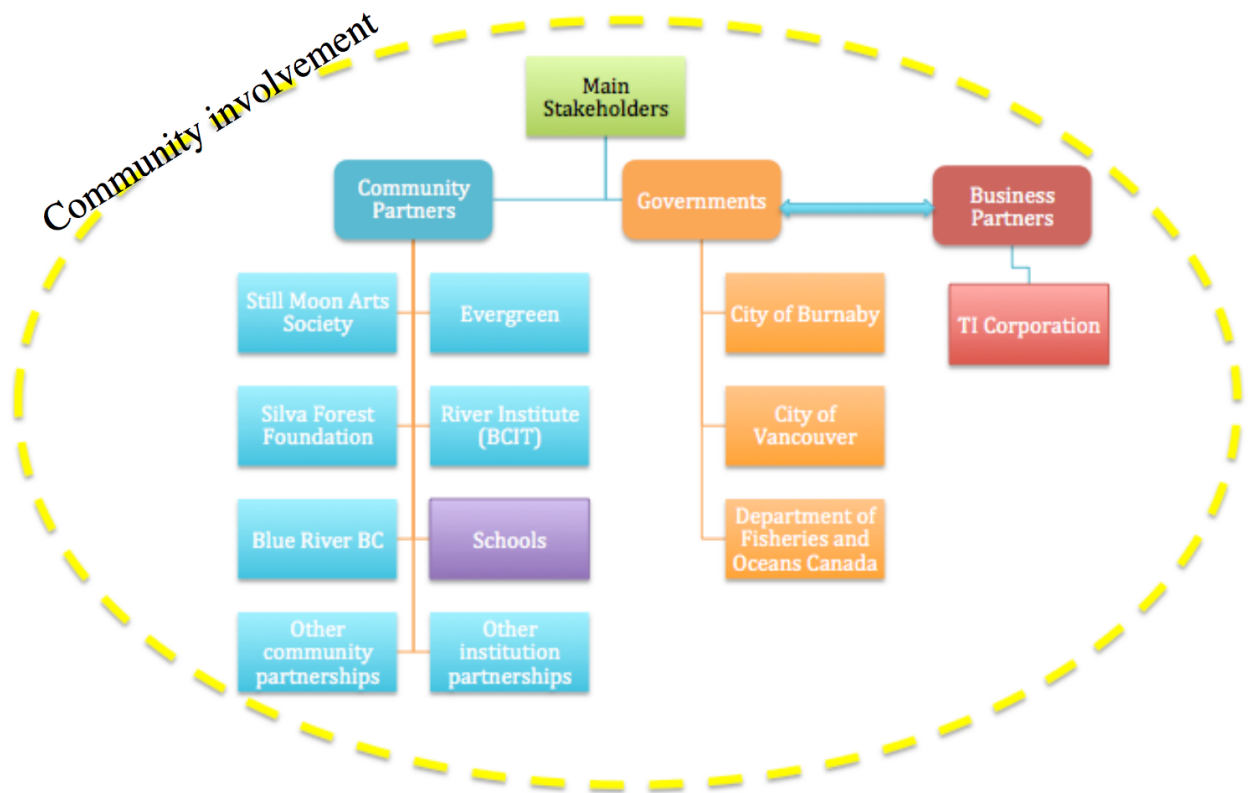 Community involvement
Main
Stakeholders
Community
Partners
Governments
Business
Partners
Still Moon Arts
Society
Evergreen
City of Burnaby
TI Corporation
Silva Forest
Foundation
River Institute
(BCIT)
City of
Vancouver
Blue River BC
Schools
Department of
Fisheries and
Oceans Canada
Other
community
partnerships
Other
institution
partnerships